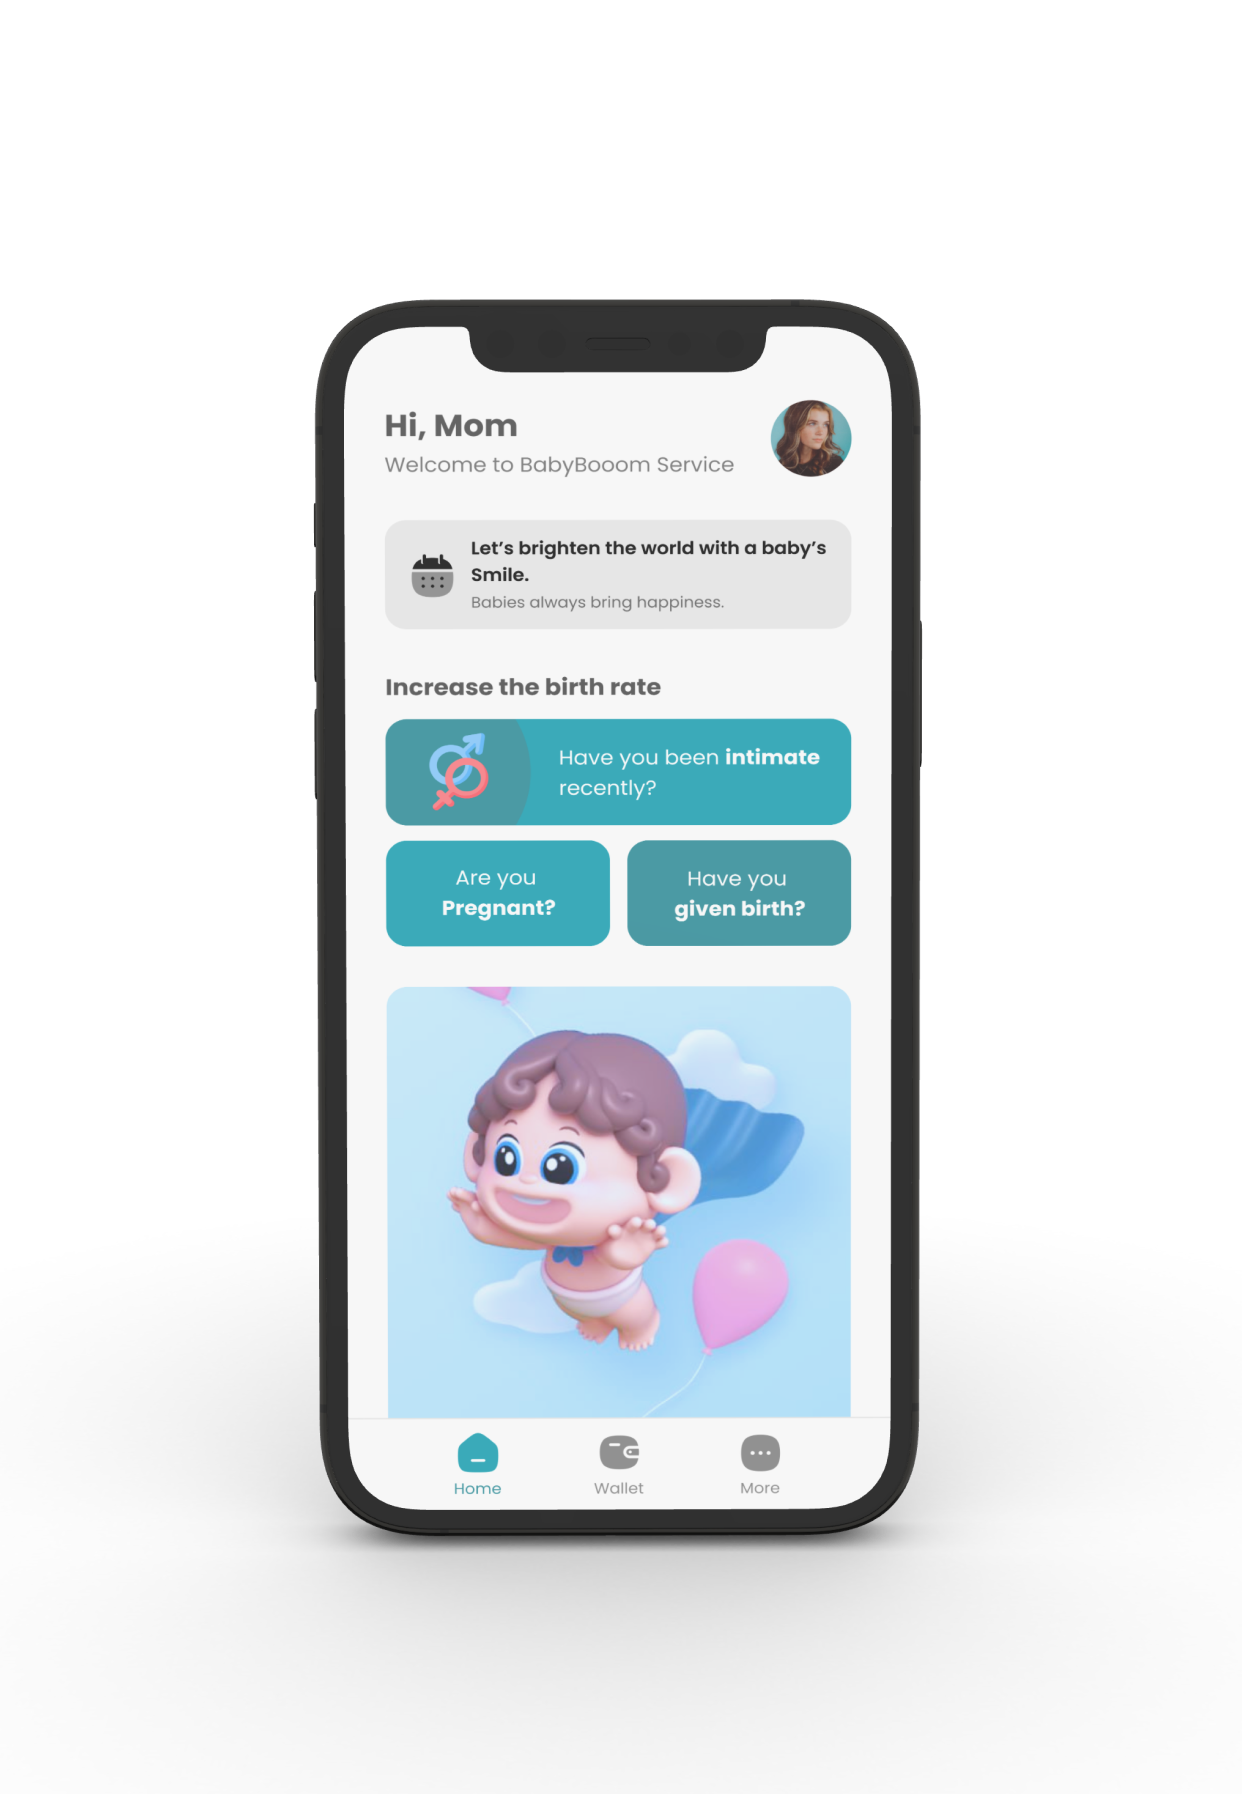 Hi, Mom
Welcome to BabyBooom Service
Let's brighten the world with a baby's
Smile.
Babies always bring happiness.
Increase the birth rate
Have you been intimate
recently?
Are you
Pregnant?
Have you
given birth?
Home
Wallet
More